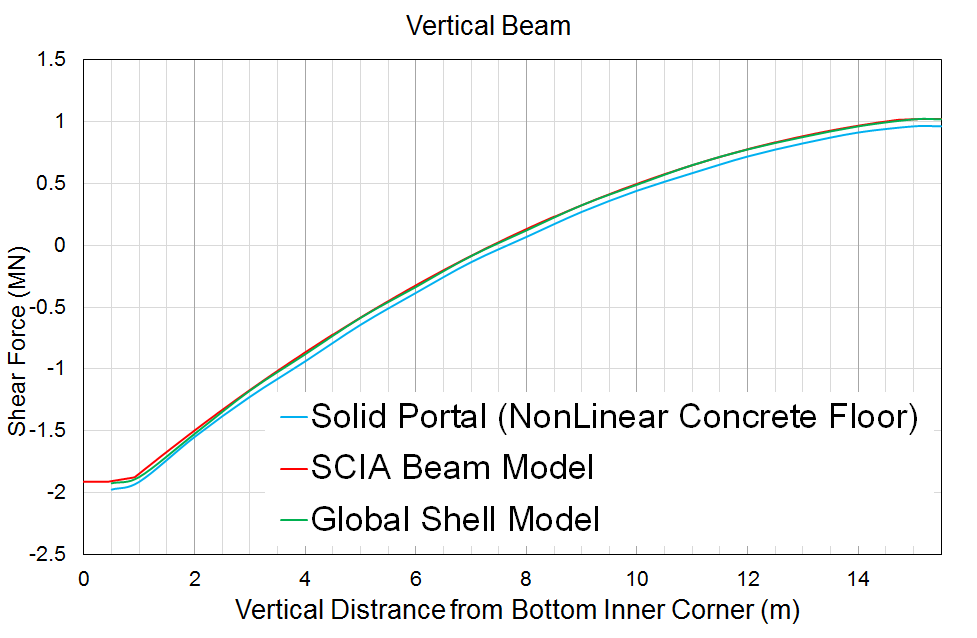 Vertical Beam
1.5
1
0.5
0
-0.5
-1
-1.5
-2
-2.5
Shear Force (MN)
Solid Portal (NonLinear Concrete Floor)
SCIA Beam Model
Global Shell Model
0 2 4 6 8 10 12 14
Vertical Distrance from Bottom Inner Corner (m)